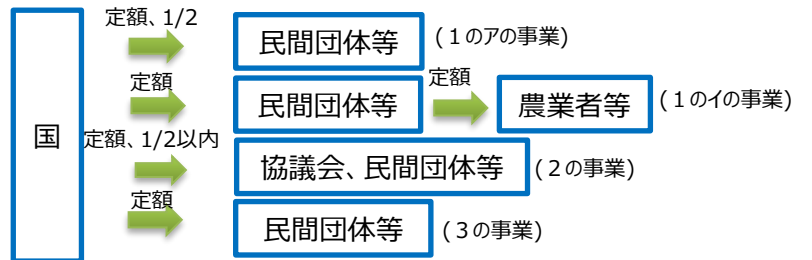 国
定額、1/2
民間団体等
(１のアの事業)
定額
民間団体等
定額
農業者等
(１のイの事業)
定額、1/2以内
協議会、民間団体等
(２の事業)
定額
民間団体等
(３の事業)